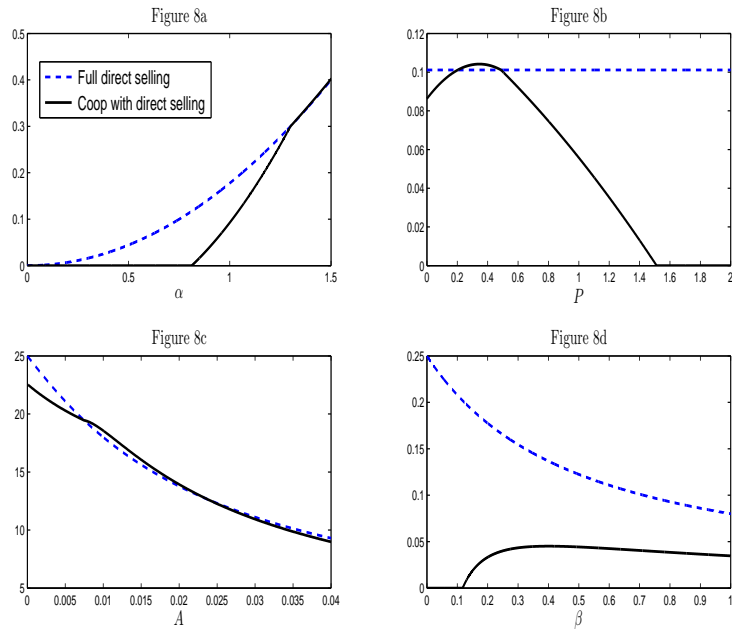 Figure 8a
0.5
0.4
0.3
0.2
0.1
0
0 0.5 1 1.5
α
Full direct selling
Coop with direct selling
Figure 8b
0.12
0.1
0.08
0.06
0.04
0.02
0
0 0.2 0.4 0.6 0.8 1 1.2 1.4 1.6 1.8 2
P
Figure 8c
25
20
15
10
5
0 0.005 0.01 0.015 0.02 0.025 0.03 0.035 0.04
A
Figure 8d
0.25
0.2
0.15
0.1
0.05
0
0 0.1 0.2 0.3 0.4 0.5 0.6 0.7 0.8 0.9 1
β